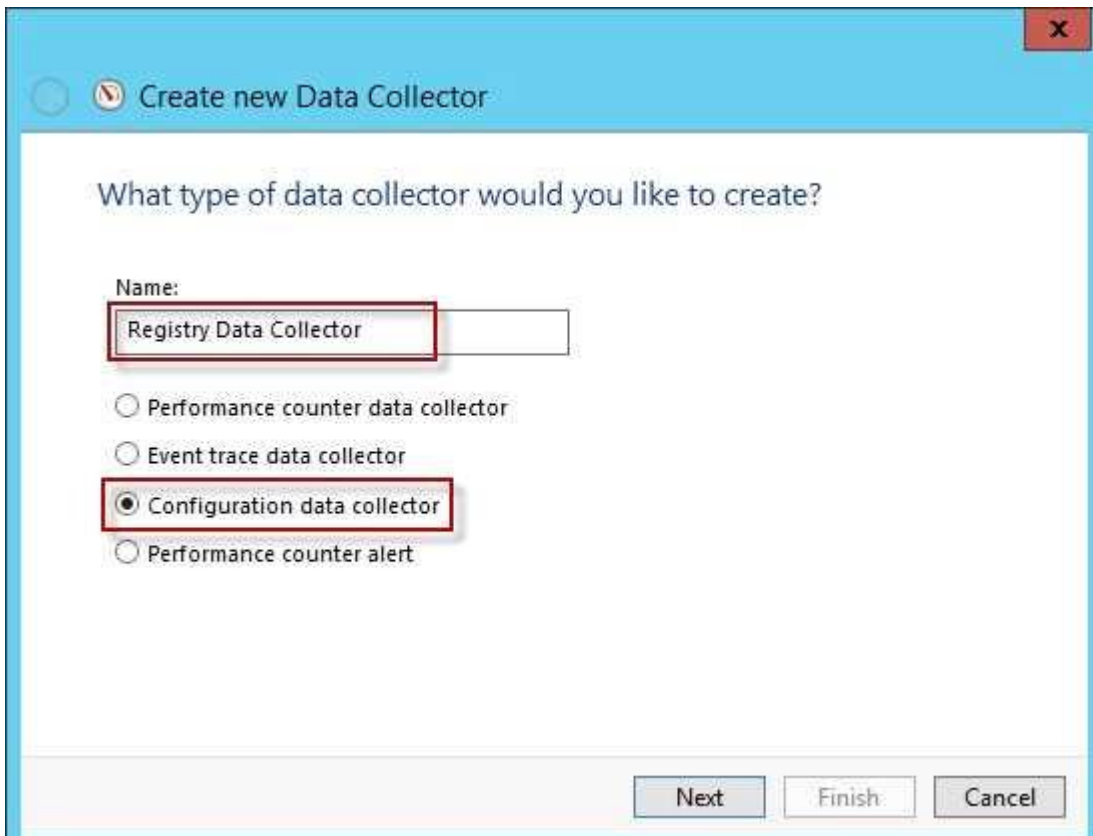 x
Create new Data Collector
What type of data collector would you like to create?
Name:
Registry Data Collector
Performance counter data collector
Event trace data collector
Configuration data collector
Performance counter alert
Next Finish Cancel